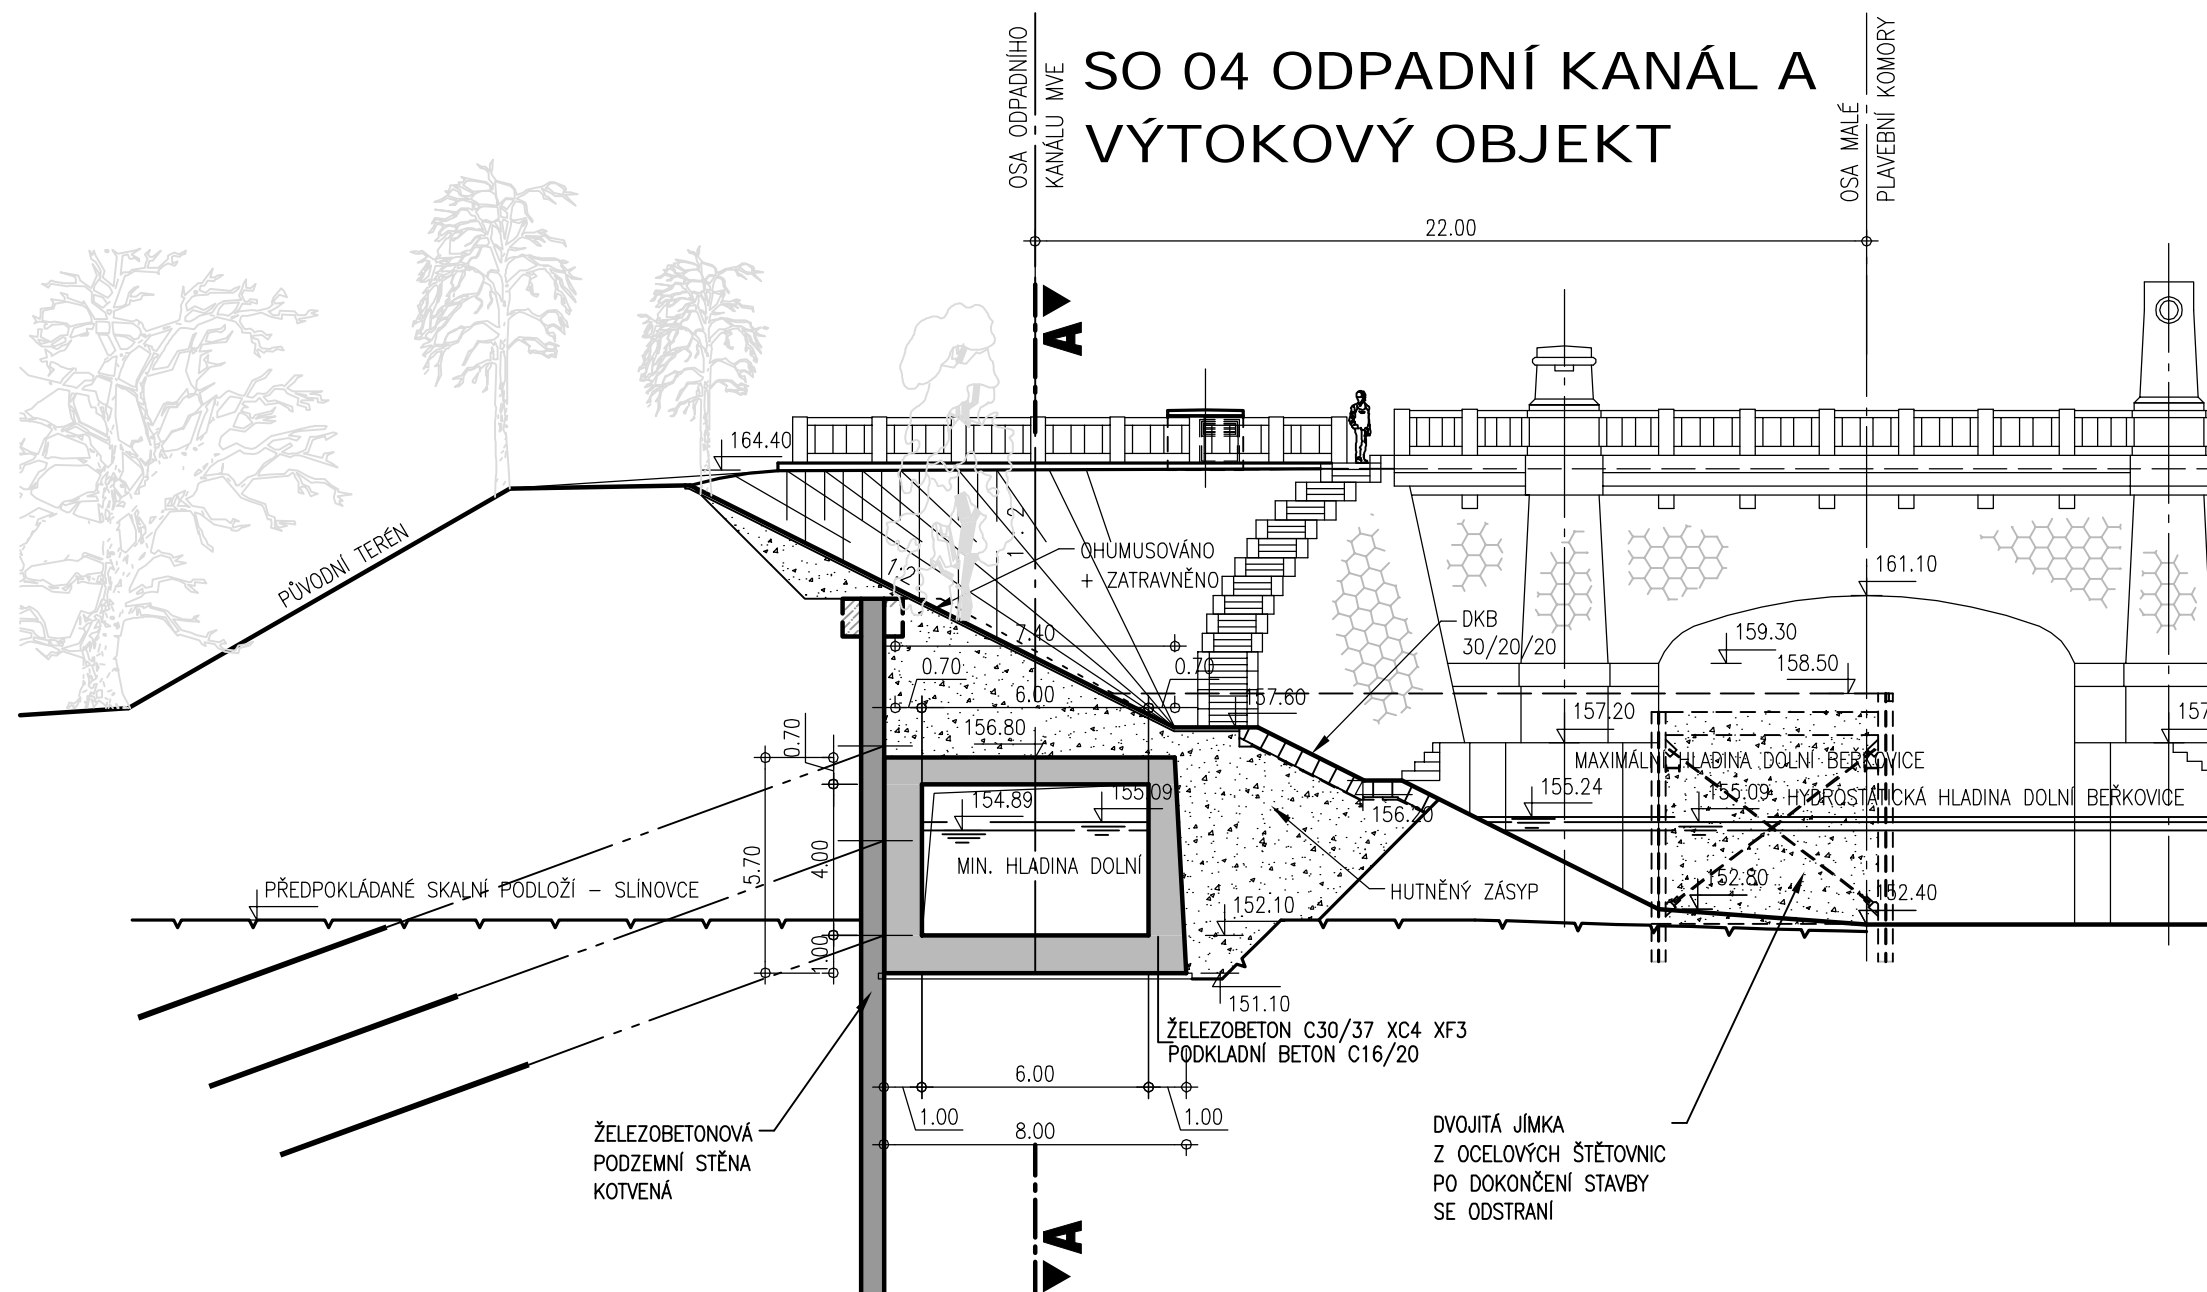 SO 04 ODPADNÍ KANÁL A
VÝTOKOVÝ OBJEKT
OSA ODPADNÍHO
KANÁLU MVE
OSA MALÉ
PLAVEBNÍ KOMORY
22.00
A
164.40
PŮVODNÍ TERÉN
1:2
1:2
OHUMUSOVÁNO
+ ZATRAVNĚNO
161.10
DKB
30/20/20
159.30
158.50
7.40
0.70
0.70
6.00
157.60
157.20
157
156.80
0.70
MAXIMÁLNÍ HLADINA DOLNÍ BEŘKOVICE
155.24
155.09
HYDROSTATICKÁ HLADINA DOLNÍ BEŘKOVICE
154.89
155.09
156.20
MIN. HLADINA DOLNÍ
5.70
4.00
1.00
PŘEDPOKLÁDANÉ SKALNÍ PODLOŽÍ – SLÍNOVCE
HUTNĚNÝ ZÁSYP
152.80
152.40
152.10
151.10
ŽELEZOBETON C30/37 XC4 XF3
PODKLADNÍ BETON C16/20
6.00
1.00
1.00
8.00
ŽELEZOBETONOVÁ
PODZEMNÍ STĚNA
KOTVENÁ
DVOJITÁ JÍMKA
Z OCELOVÝCH ŠTĚTOVNIC
PO DOKONČENÍ STAVBY
SE ODSTRANÍ
A